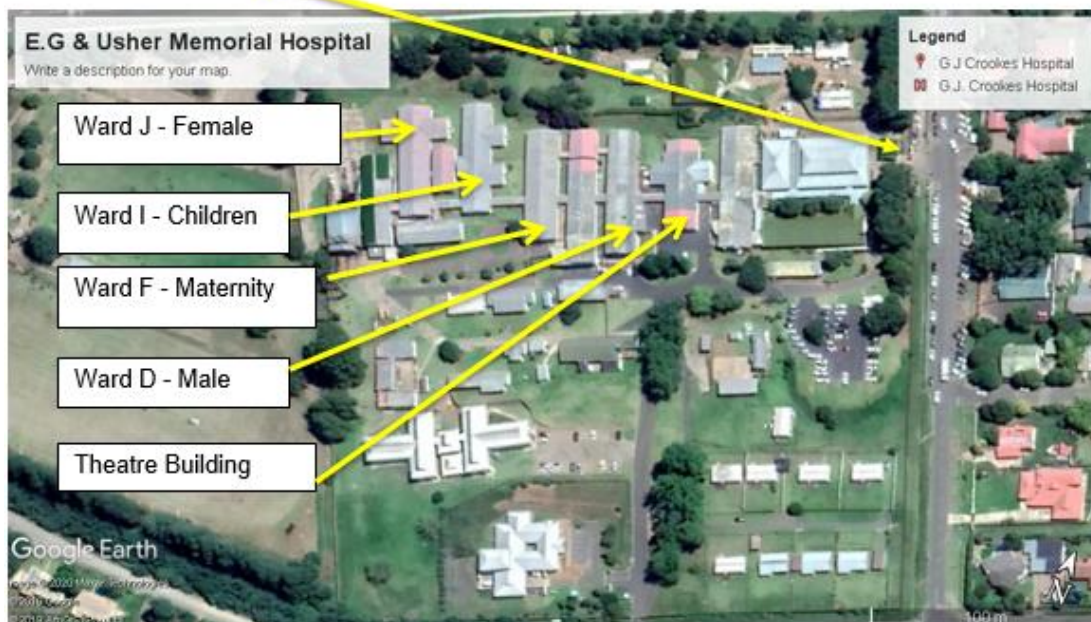 E.G & Usher Memorial Hospital
Write a description for your map.
Legend
G.J Crookes Hospital
G.J. Crookes Hospital
Ward J - Female
Ward I - Children
Ward F - Maternity
Ward D - Male
Theatre Building
Google Earth
Technologies
100 m
N